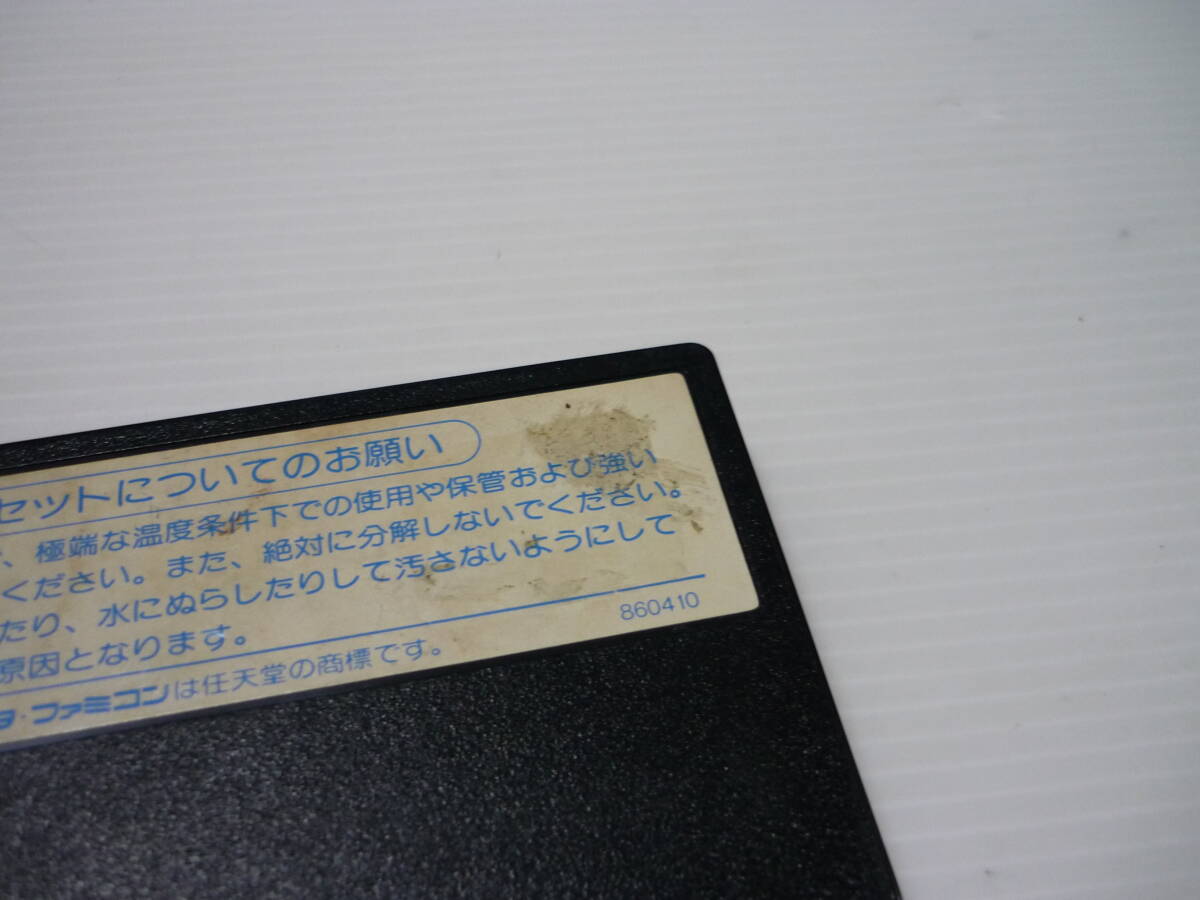 セットについてのお願い
、極端な温度条件下での使用や保管および強い
ください。また、絶対に分解しないでください。
たり、水にぬらしたりして汚さないようにして
原因となります。
860410
タ・ファミコンは任天堂の商標です。